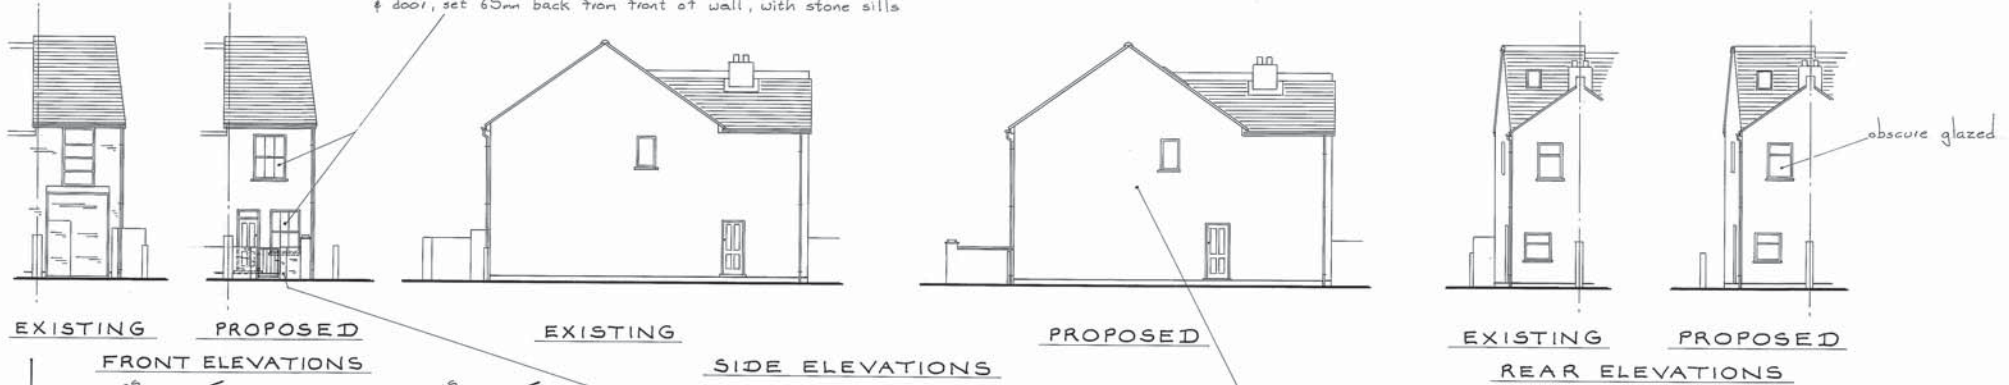 & door, set 65mm back from front of wall, with stone sills
obscure glazed
EXISTING
PROPOSED
EXISTING
PROPOSED
EXISTING
PROPOSED
FRONT ELEVATIONS
SIDE ELEVATIONS
REAR ELEVATIONS